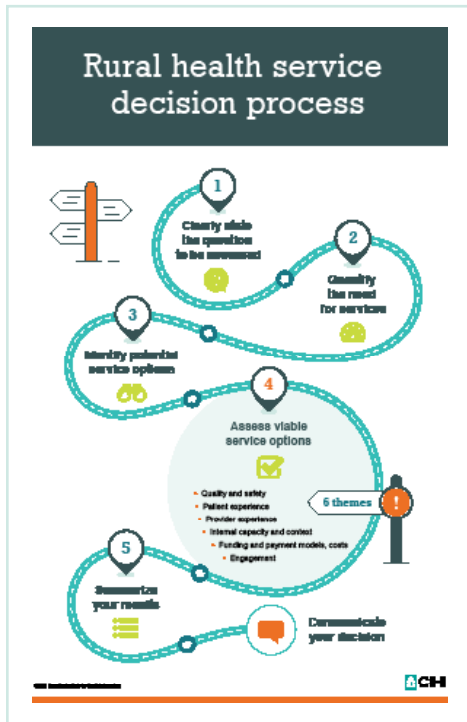 Rural health service
decision process
1
Clearly state
the question
to be answered
2
Quantify
the need
for services
3
Identify potential
service options
4
Assess viable
service options
Quality and safety
Patient experience
Provider experience
Internal capacity and context
Funding and payment models, costs
Engagement
6 themes
!
5
Summarize
your results
Communicate
your decision
CIHI